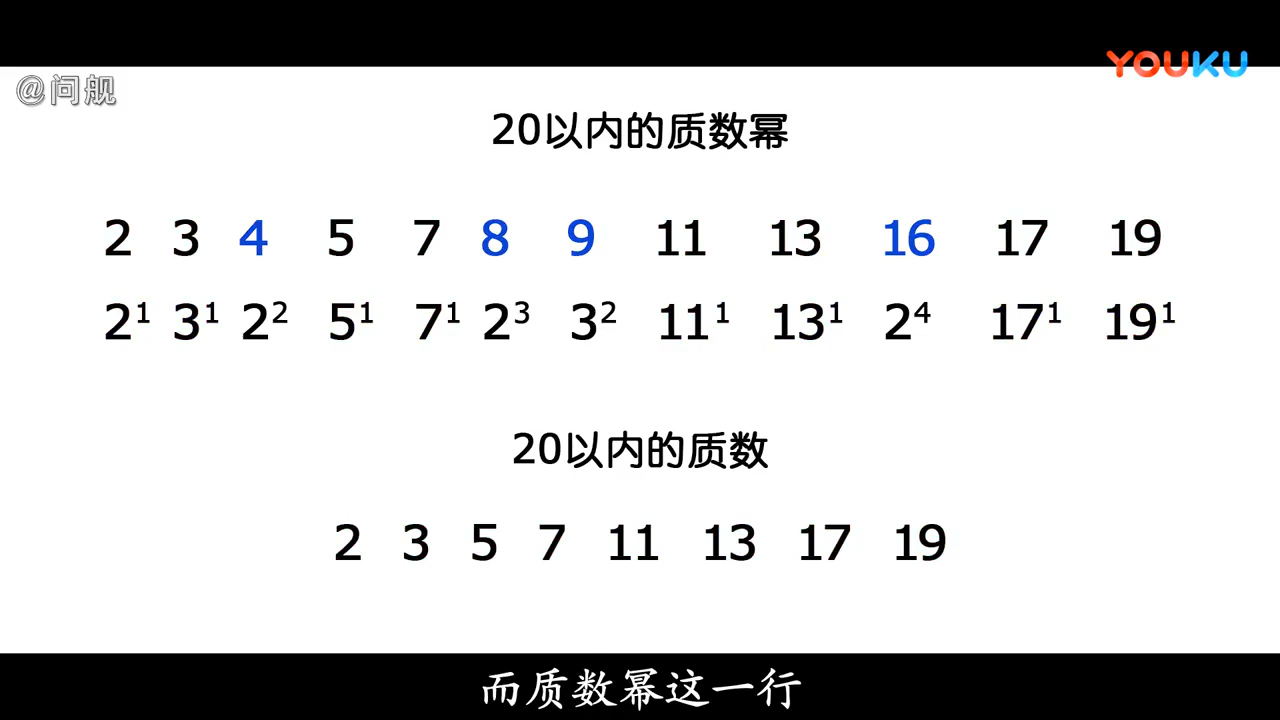 YOUKU
@问舰
20以内的质数幂
2 3 4 5 7 8 9 11 13 16 17 19
2¹ 3¹ 2² 5¹ 7¹ 2³ 3² 11¹ 13¹ 2⁴ 17¹ 19¹
20以内的质数
2 3 5 7 11 13 17 19
而质数幂这一行